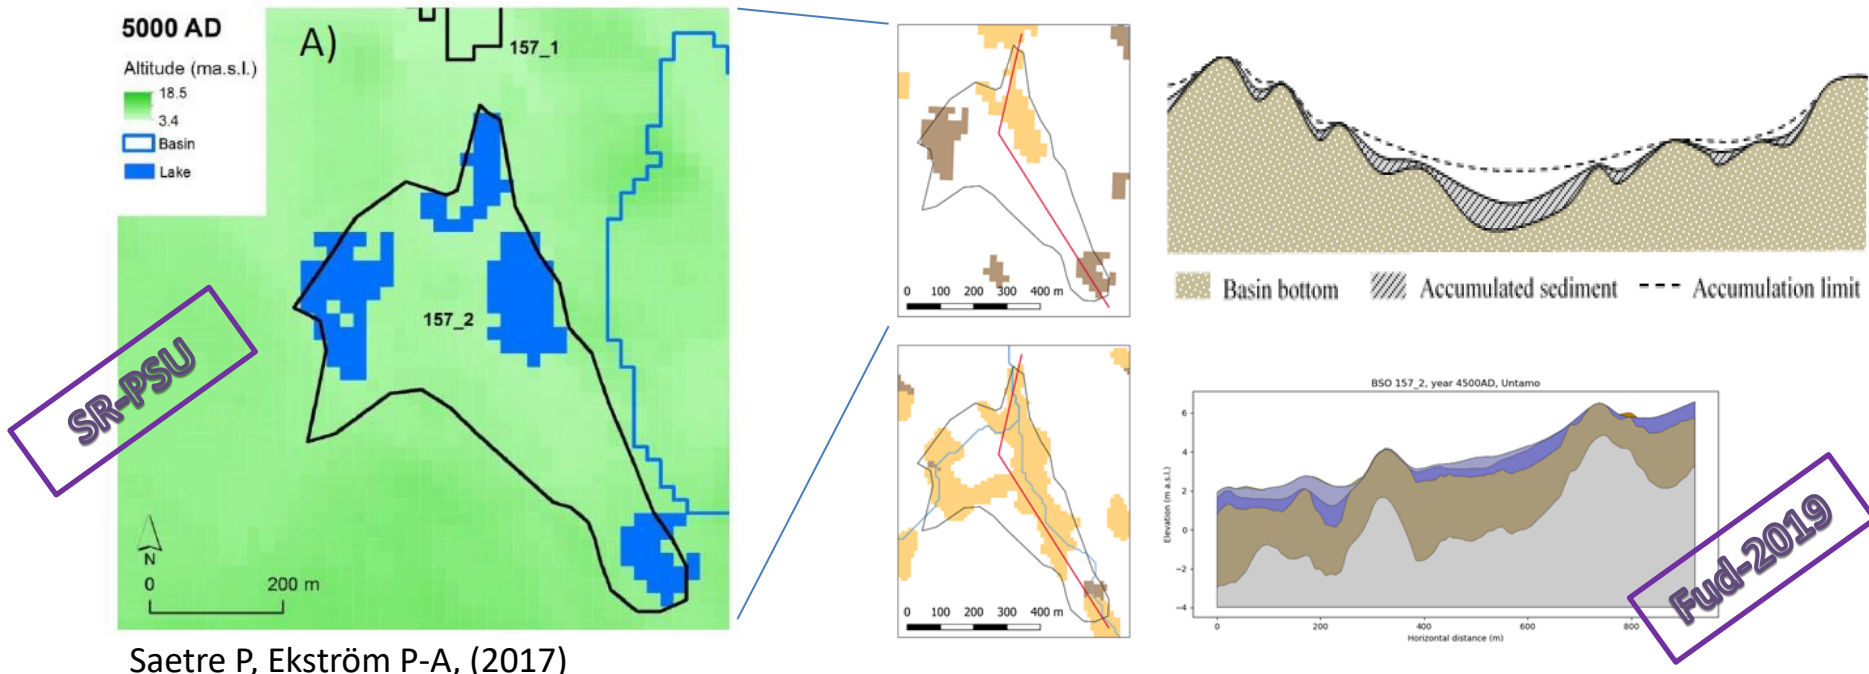 5000 AD
A)
157_1
Altitude (ma.s.l.)
18.5
3.4
Basin
Lake
157_2
SR-PSU
N
0 200 m
Saetre P, Ekström P-A, (2017)
0 100 200 300 400 m
0 100 200 300 400 m
Basin bottom Accumulated sediment Accumulation limit
BSO 157_2, year 4500AD, Untamo
Elevation (m a.s.l.)
6
4
2
0
−2
−4
0 200 400 600 800
Horizontal distance (m)
Fud-2019